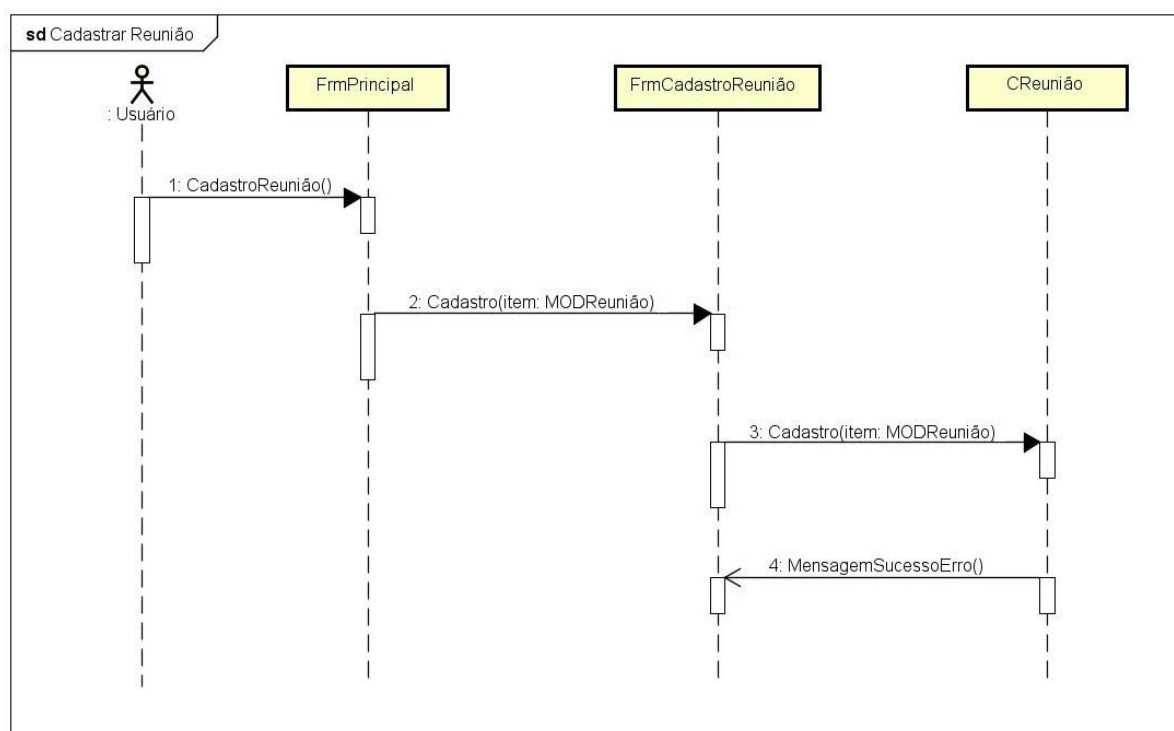 sd Cadastrar Reunião
: Usuário
FrmPrincipal
FrmCadastroReunião
CReunião
1: CadastroReunião()
2: Cadastro(item: MODReunião)
3: Cadastro(item: MODReunião)
4: MensagemSucessoErro()